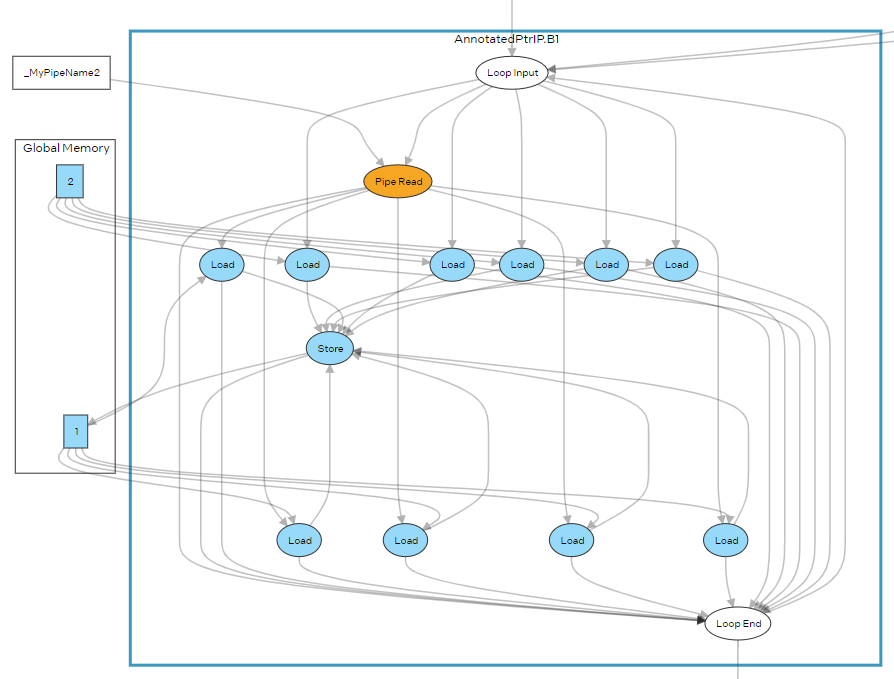 AnnotatedPtrIP.B1
_MyPipeName2
Loop Input
Global Memory
2
Pipe Read
Load
Load
Load
Load
Load
Load
Store
1
Load
Load
Load
Load
Loop End